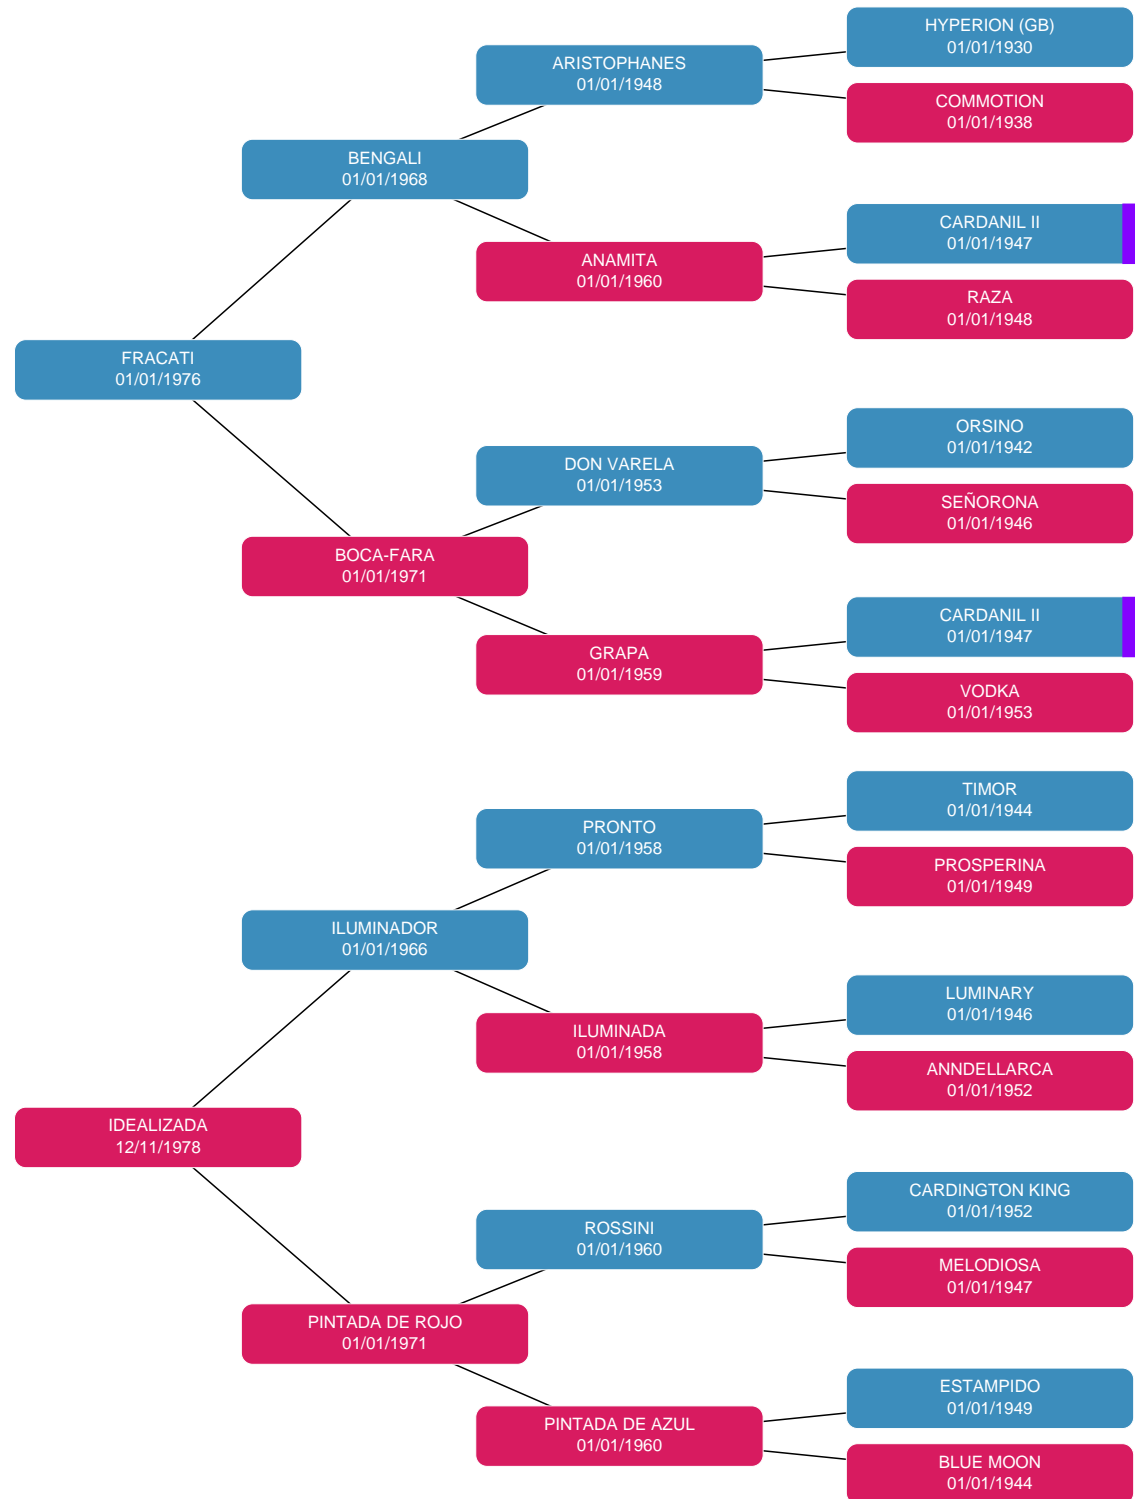 HYPERION (GB)
01/01/1930
ARISTOPHANES
01/01/1948
COMMOTION
01/01/1938
BENGALI
01/01/1968
CARDANIL II
01/01/1947
ANAMITA
01/01/1960
RAZA
01/01/1948
FRACATI
01/01/1976
ORSINO
01/01/1942
DON VARELA
01/01/1953
SEÑORONA
01/01/1946
BOCA-FARA
01/01/1971
CARDANIL II
01/01/1947
GRAPA
01/01/1959
VODKA
01/01/1953
TIMOR
01/01/1944
PRONTO
01/01/1958
PROSPERINA
01/01/1949
ILUMINADOR
01/01/1966
LUMINARY
01/01/1946
ILUMINADA
01/01/1958
ANNDELLARCA
01/01/1952
IDEALIZADA
12/11/1978
CARDINGTON KING
01/01/1952
ROSSINI
01/01/1960
MELODIOSA
01/01/1947
PINTADA DE ROJO
01/01/1971
ESTAMPIDO
01/01/1949
PINTADA DE AZUL
01/01/1960
BLUE MOON
01/01/1944